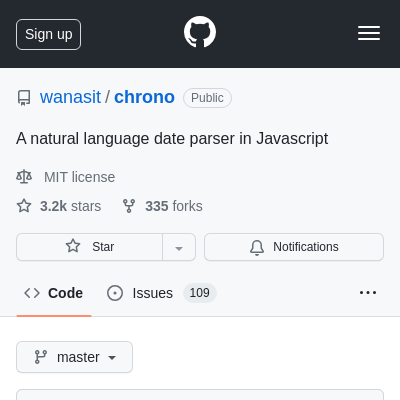 Sign up
wanasit / chrono Public
A natural language date parser in Javascript
MIT license
3.2k stars 335 forks
Star Notifications
Code Issues 109
master